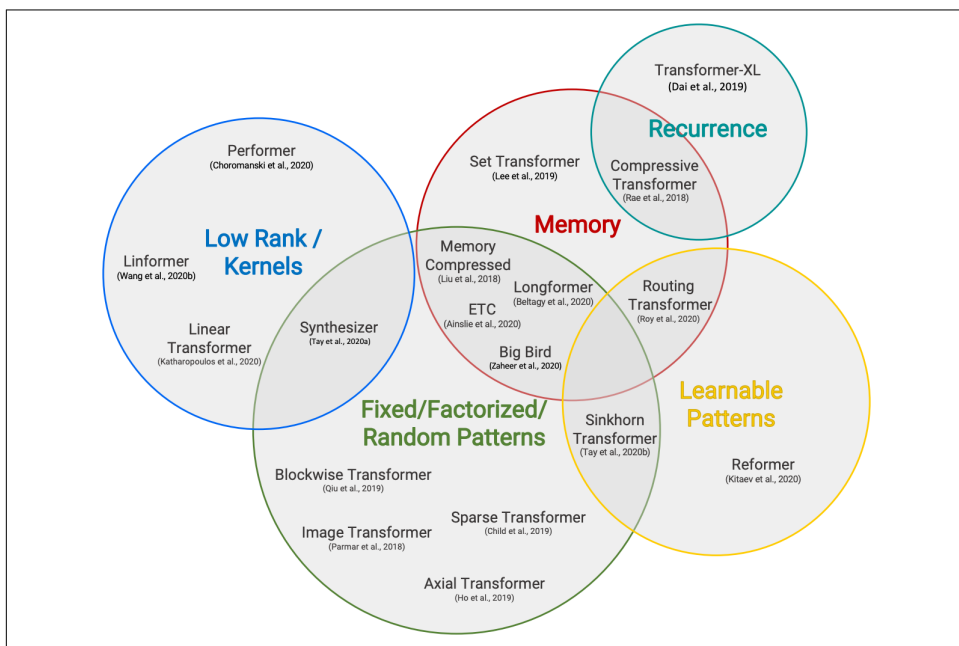 Transformer-XL
(Dai et al., 2019)
Recurrence
Performer
(Choromanski et al., 2020)
Set Transformer
(Lee et al., 2019)
Compressive
Transformer
(Rae et al., 2018)
Memory
Low Rank /
Kernels
Linformer
(Wang et al., 2020b)
Memory
Compressed
(Liu et al., 2018)
Longformer
(Beltagy et al., 2020)
ETC
(Ainslie et al., 2020)
Big Bird
(Zaheer et al., 2020)
Routing
Transformer
(Roy et al., 2020)
Linear
Transformer
(Katharopoulos et al., 2020)
Synthesizer
(Tay et al., 2020a)
Fixed/Factorized/
Random Patterns
Sinkhorn
Transformer
(Tay et al., 2020b)
Learnable
Patterns
Reformer
(Kitaev et al., 2020)
Blockwise Transformer
(Qiu et al., 2019)
Image Transformer
(Parmar et al., 2018)
Sparse Transformer
(Child et al., 2019)
Axial Transformer
(Ho et al., 2019)